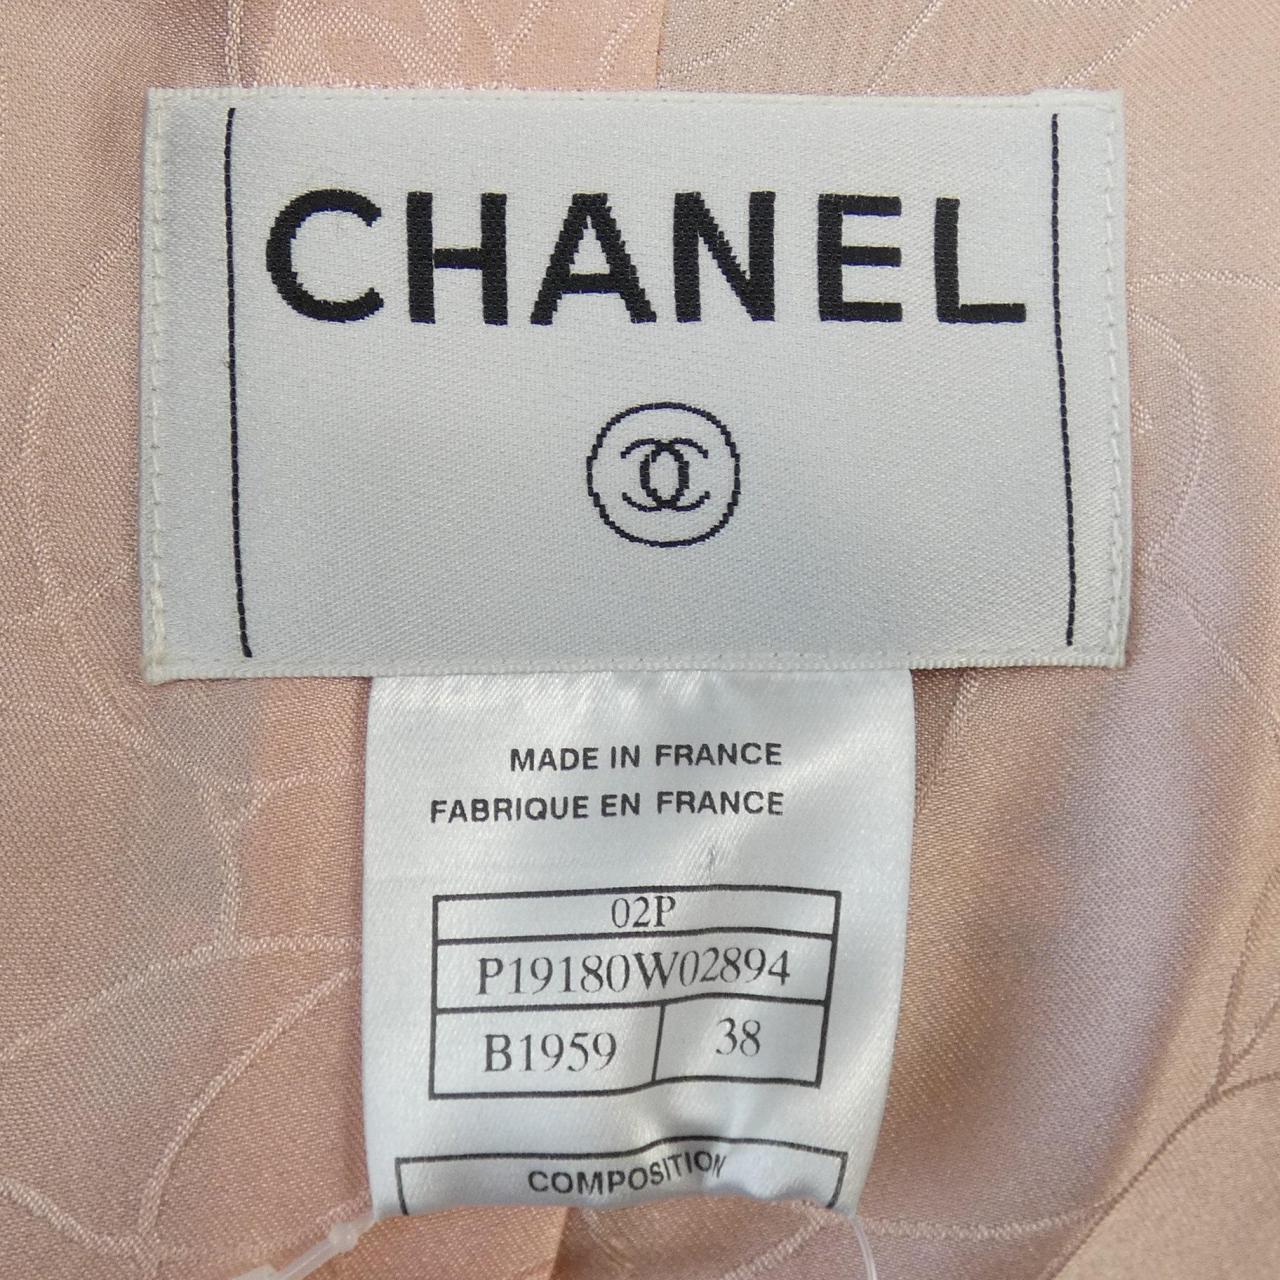 CHANEL
MADE IN FRANCE
FABRIQUE EN FRANCE
02P
P19180W02894
B1959 38
COMPOSITION